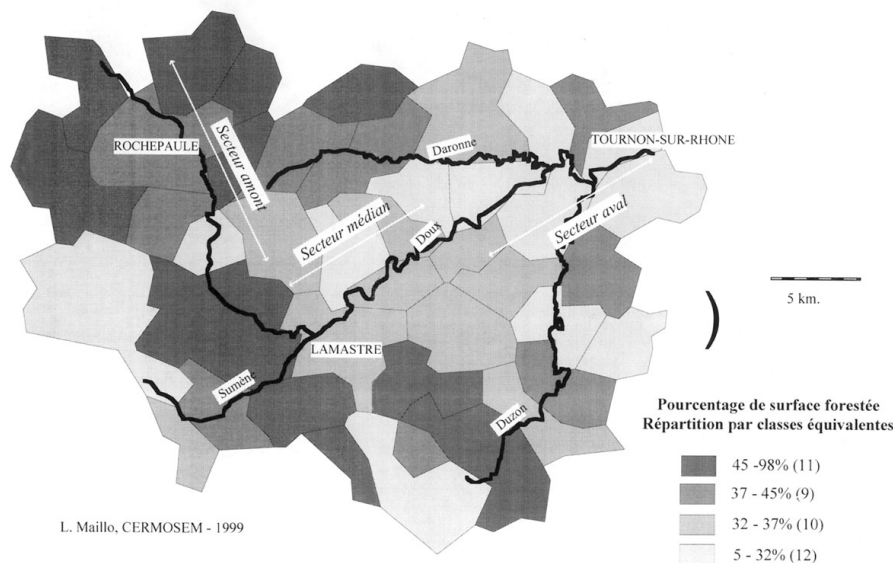 ROCHEPAULE
Secteur amont
Daronne
TOURNON-SUR-RHONE
Secteur médian
Doux
Secteur aval
5 km.
LAMASTRE
Sumène
Duzon
Pourcentage de surface forestée
Répartition par classes équivalentes
45 -98% (11)
37 - 45% (9)
32 - 37% (10)
5 - 32% (12)
L. Maillo, CERMOSEM - 1999